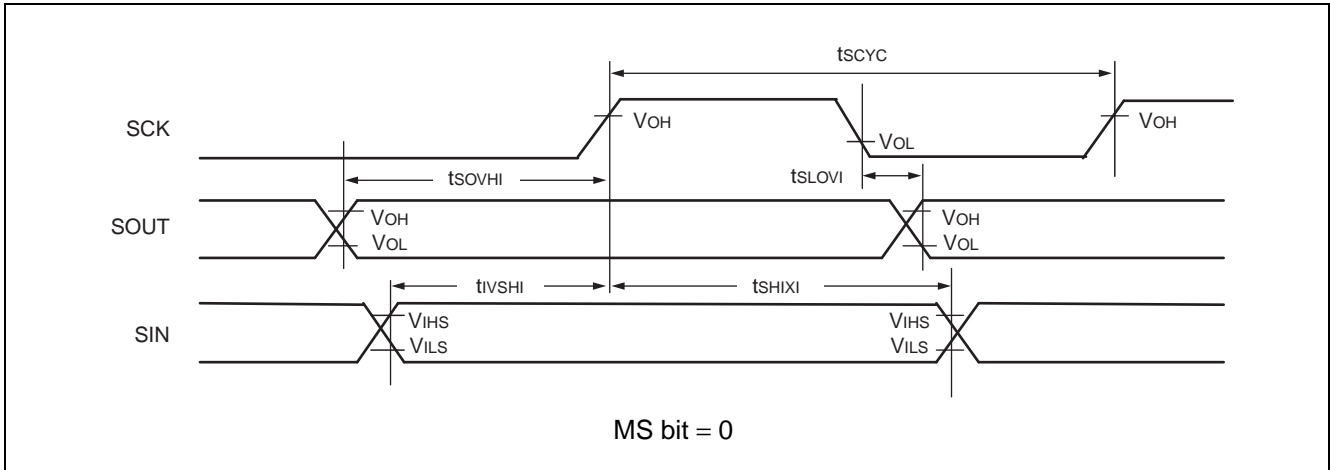 tSCYC
SCK
VOH
VOL
VOH
tSOVHI
tSLOVI
SOUT
VOH
VOL
VOH
VOL
tIVSHI
tSHIXI
SIN
VIHS
VILS
VIHS
VILS
MS bit = 0